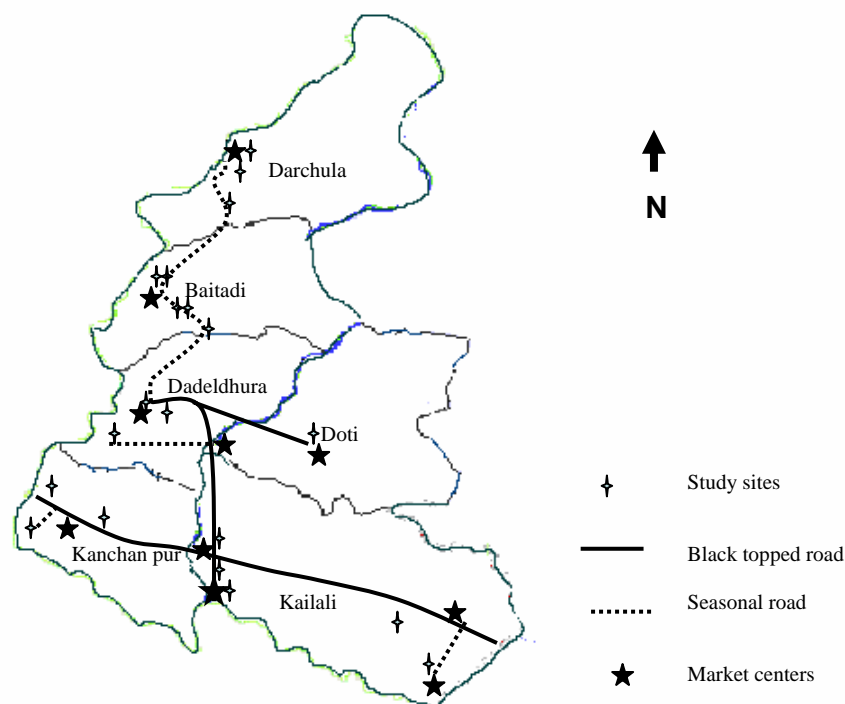 Darchula
N
Baitadi
Dadeldhura
Doti
Study sites
Kanchan pur
Black topped road
Kailali
Seasonal road
Market centers